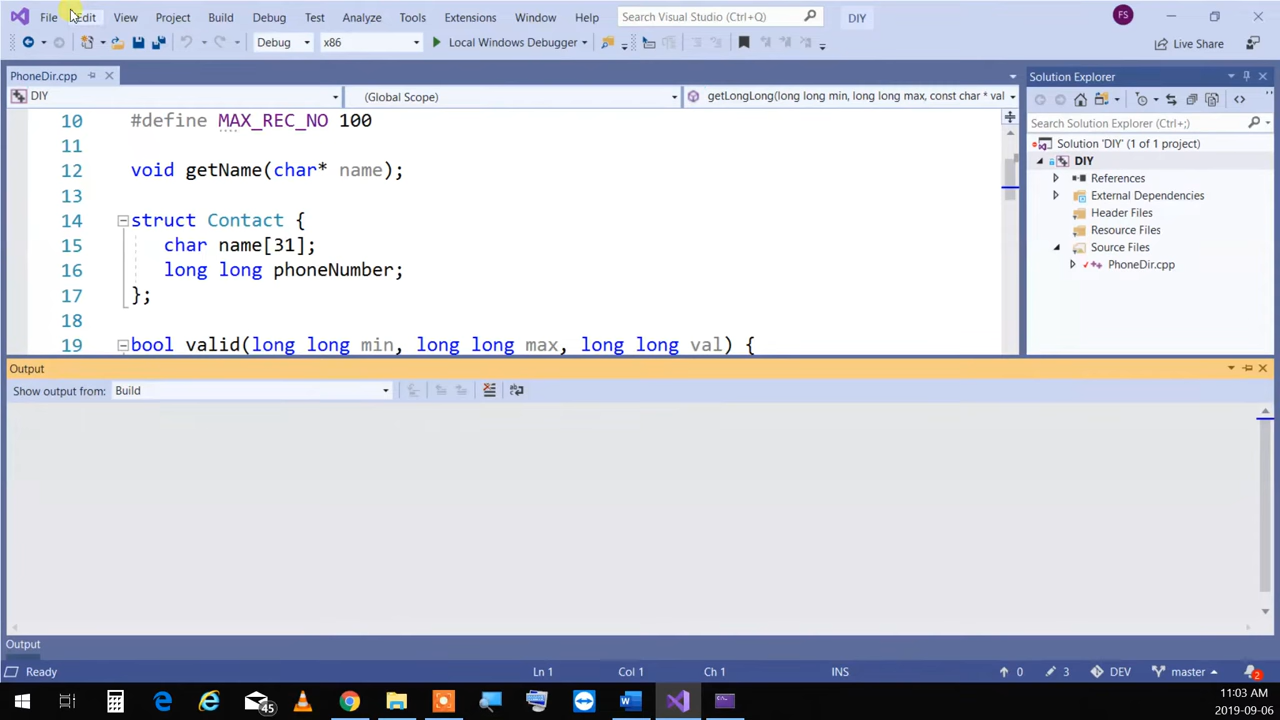 File Edit View Project Build Debug Test Analyze Tools Extensions Window Help Search Visual Studio (Ctrl+Q) DIY FS
Debug x86 Local Windows Debugger Live Share
PhoneDir.cpp Solution Explorer
DIY (Global Scope) getLongLong(long long min, long long max, const char * val
10 #define MAX_REC_NO 100 Search Solution Explorer (Ctrl+;)
11 Solution 'DIY' (1 of 1 project)
DIY
12 void getName(char* name); References
13 External Dependencies
Header Files
14 struct Contact { Resource Files
15 char name[31]; Source Files
16 long long phoneNumber; PhoneDir.cpp
17 };
18
19 bool valid(long long min, long long max, long long val) {
Output
Show output from: Build
Output
Ready Ln 1 Col 1 Ch 1 INS 0 3 DEV master 2
45 11:03 AM
2019-09-06